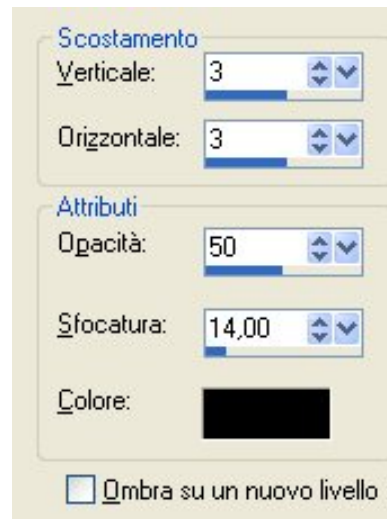 Scostamento
Verticale: 3
Orizzontale: 3
Attributi
Opacità: 50
Sfocatura: 14,00
Colore:
Ombra su un nuovo livello